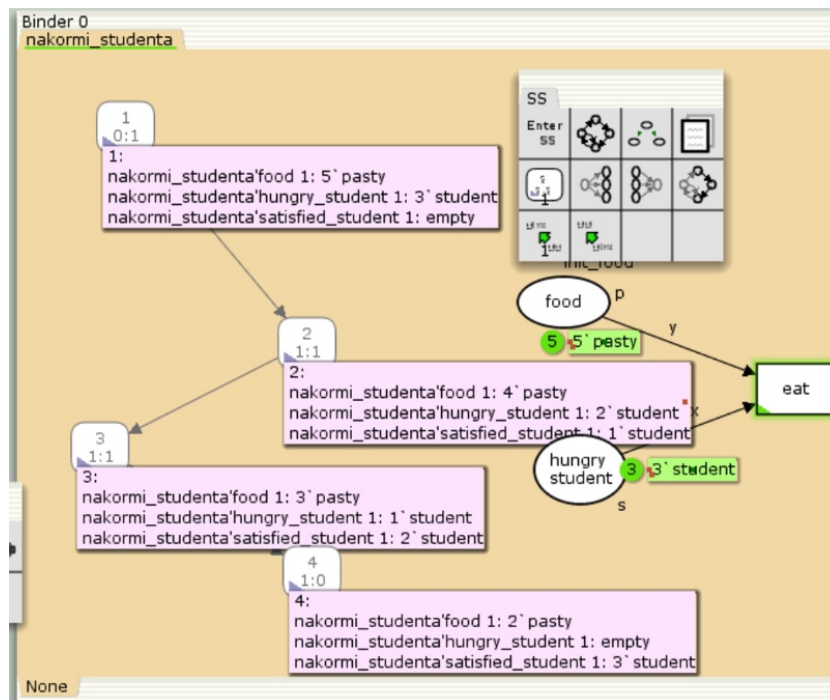 Binder 0
nakormi_studenta
SS
Enter
SS
1
1
init_food
1
0:1
1:
nakormi_studenta'food 1: 5`pasty
nakormi_studenta'hungry_student 1: 3`student
nakormi_studenta'satisfied_student 1: empty
food
p
y
5
5`pasty
2
1:1
2:
nakormi_studenta'food 1: 4`pasty
nakormi_studenta'hungry_student 1: 2`student
nakormi_studenta'satisfied_student 1: 1`student
eat
x
3
1:1
3:
nakormi_studenta'food 1: 3`pasty
nakormi_studenta'hungry_student 1: 1`student
nakormi_studenta'satisfied_student 1: 2`student
hungry
student
3
3`student
s
4
1:0
4:
nakormi_studenta'food 1: 2`pasty
nakormi_studenta'hungry_student 1: empty
nakormi_studenta'satisfied_student 1: 3`student
None